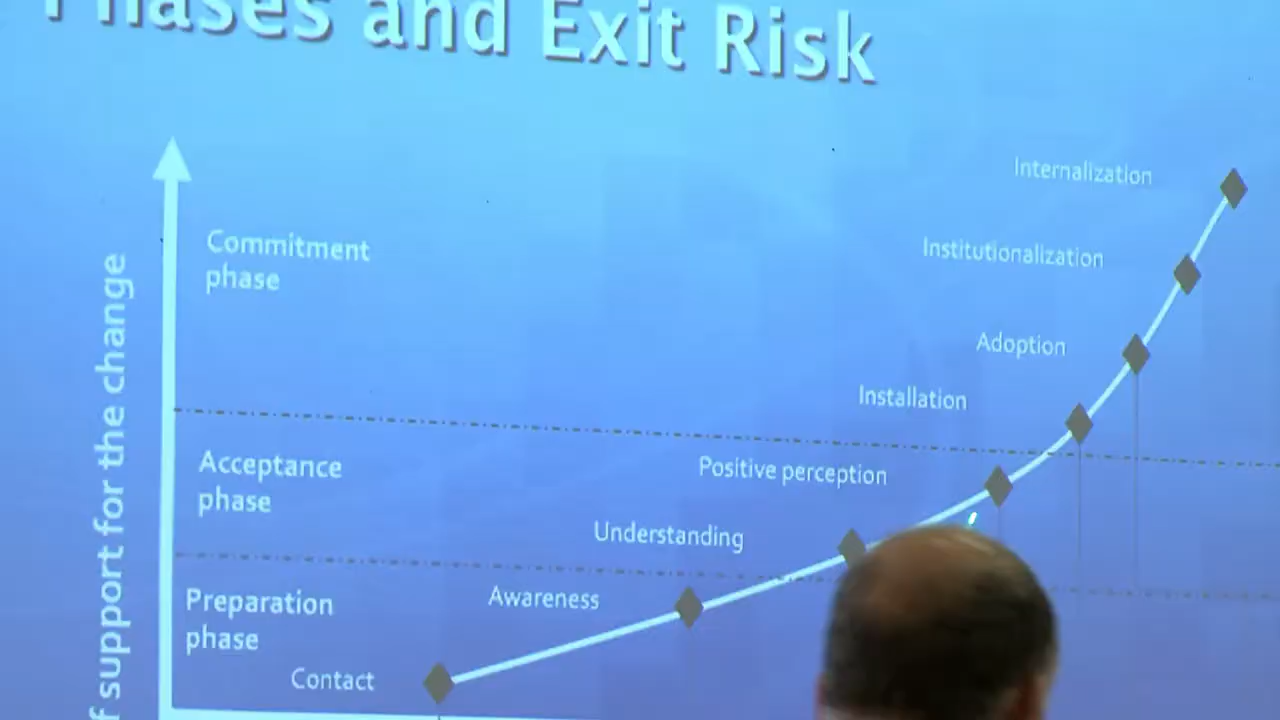 Phases and Exit Risk
Internalization
Commitment
phase
Institutionalization
Adoption
Installation
Acceptance
phase
Positive perception
Understanding
Preparation
phase
Awareness
Contact
support for the change